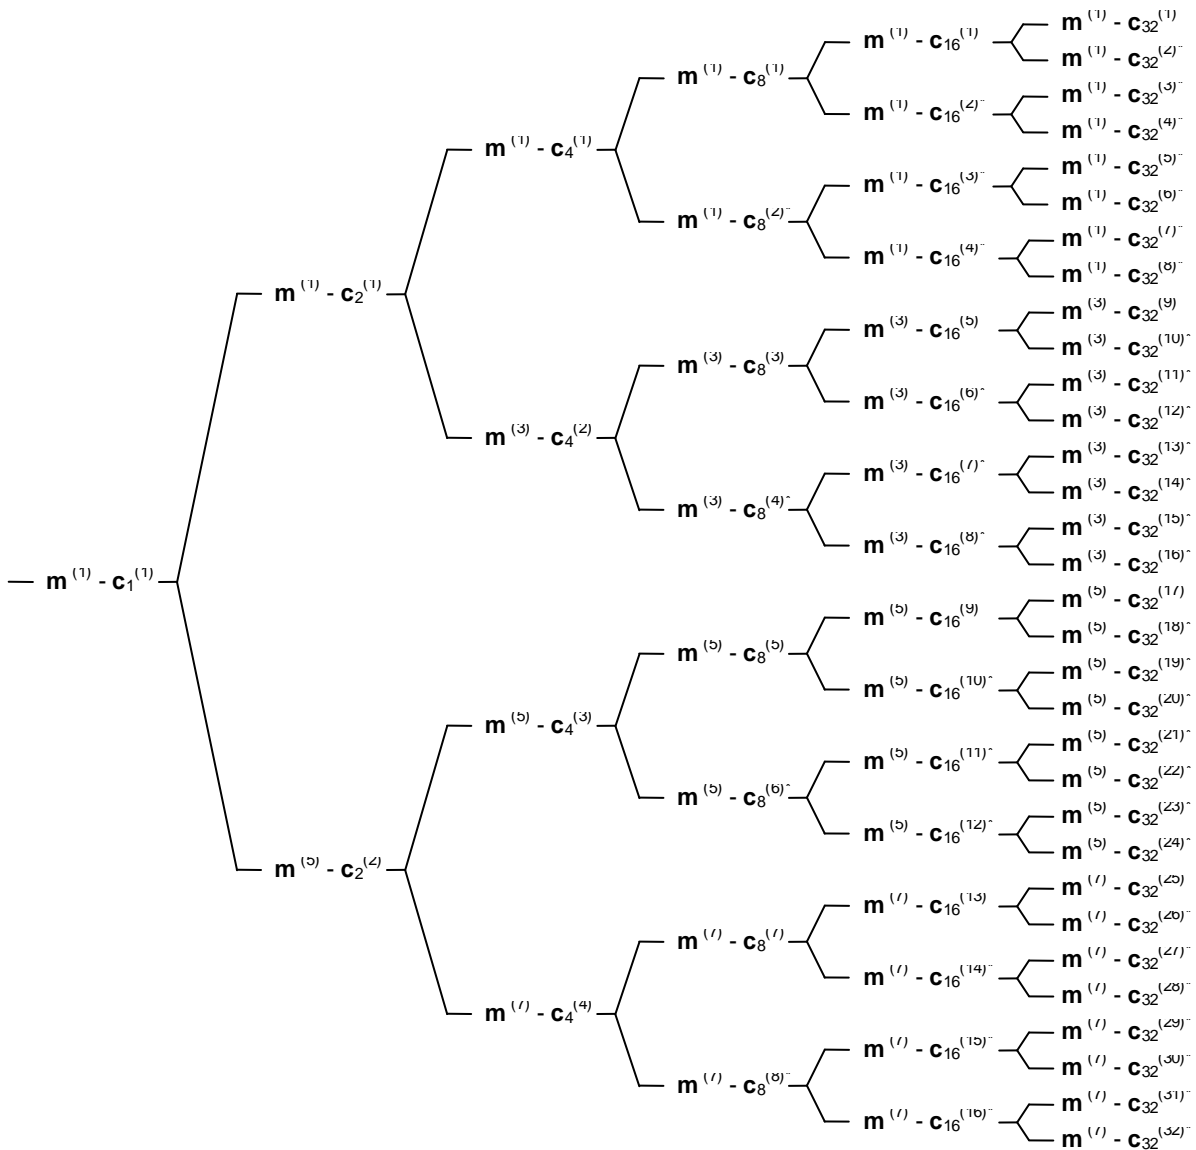 m(1) - c1(1)
m(1) - c2(1)
m(5) - c2(2)
m(1) - c4(1)
m(3) - c4(2)
m(5) - c4(3)
m(7) - c4(4)
m(1) - c8(1)
m(1) - c8(2)*
m(3) - c8(3)
m(3) - c8(4)*
m(5) - c8(5)
m(5) - c8(6)*
m(7) - c8(7)
m(7) - c8(8)*
m(1) - c16(1)
m(1) - c16(2)*
m(1) - c16(3)*
m(1) - c16(4)*
m(3) - c16(5)
m(3) - c16(6)*
m(3) - c16(7)*
m(3) - c16(8)*
m(5) - c16(9)
m(5) - c16(10)*
m(5) - c16(11)*
m(5) - c16(12)*
m(7) - c16(13)
m(7) - c16(14)*
m(7) - c16(15)*
m(7) - c16(16)*
m(1) - c32(1)
m(1) - c32(2)*
m(1) - c32(3)*
m(1) - c32(4)*
m(1) - c32(5)*
m(1) - c32(6)*
m(1) - c32(7)*
m(1) - c32(8)*
m(3) - c32(9)
m(3) - c32(10)*
m(3) - c32(11)*
m(3) - c32(12)*
m(3) - c32(13)*
m(3) - c32(14)*
m(3) - c32(15)*
m(3) - c32(16)*
m(5) - c32(17)
m(5) - c32(18)*
m(5) - c32(19)*
m(5) - c32(20)*
m(5) - c32(21)*
m(5) - c32(22)*
m(5) - c32(23)*
m(5) - c32(24)*
m(7) - c32(25)
m(7) - c32(26)*
m(7) - c32(27)*
m(7) - c32(28)*
m(7) - c32(29)*
m(7) - c32(30)*
m(7) - c32(31)*
m(7) - c32(32)*